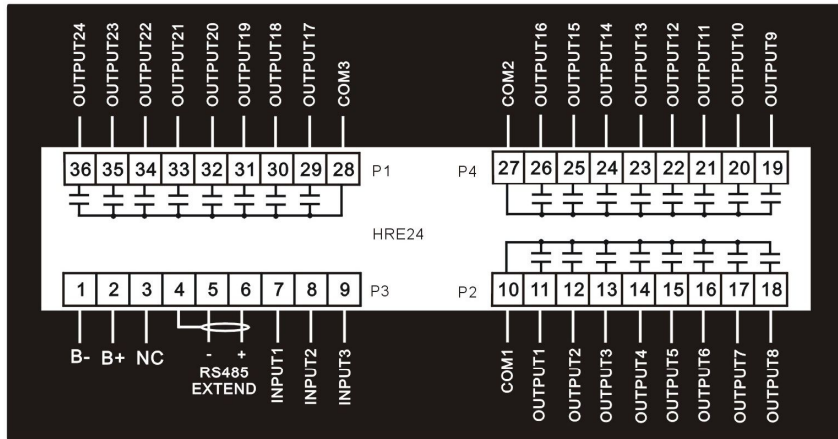 OUTPUT24
OUTPUT23
OUTPUT22
OUTPUT21
OUTPUT20
OUTPUT19
OUTPUT18
OUTPUT17
COM3
COM2
OUTPUT16
OUTPUT15
OUTPUT14
OUTPUT13
OUTPUT12
OUTPUT11
OUTPUT10
OUTPUT9
36 35 34 33 32 31 30 29 28 P1
P4 27 26 25 24 23 22 21 20 19
HRE24
1 2 3 4 5 6 7 8 9 P3
P2 10 11 12 13 14 15 16 17 18
B-
B+
NC
- +
RS485
EXTEND
INPUT1
INPUT2
INPUT3
COM1
OUTPUT1
OUTPUT2
OUTPUT3
OUTPUT4
OUTPUT5
OUTPUT6
OUTPUT7
OUTPUT8